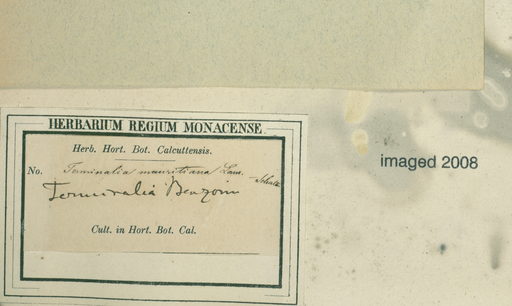 HERBARIUM REGIUM MONACENSE.
Herb. Hort. Bot. Calcuttensis.
No. Terminalia mauritiana Lam.
Terminalia Benzoin
Cult. in Hort. Bot. Cal.
imaged 2008